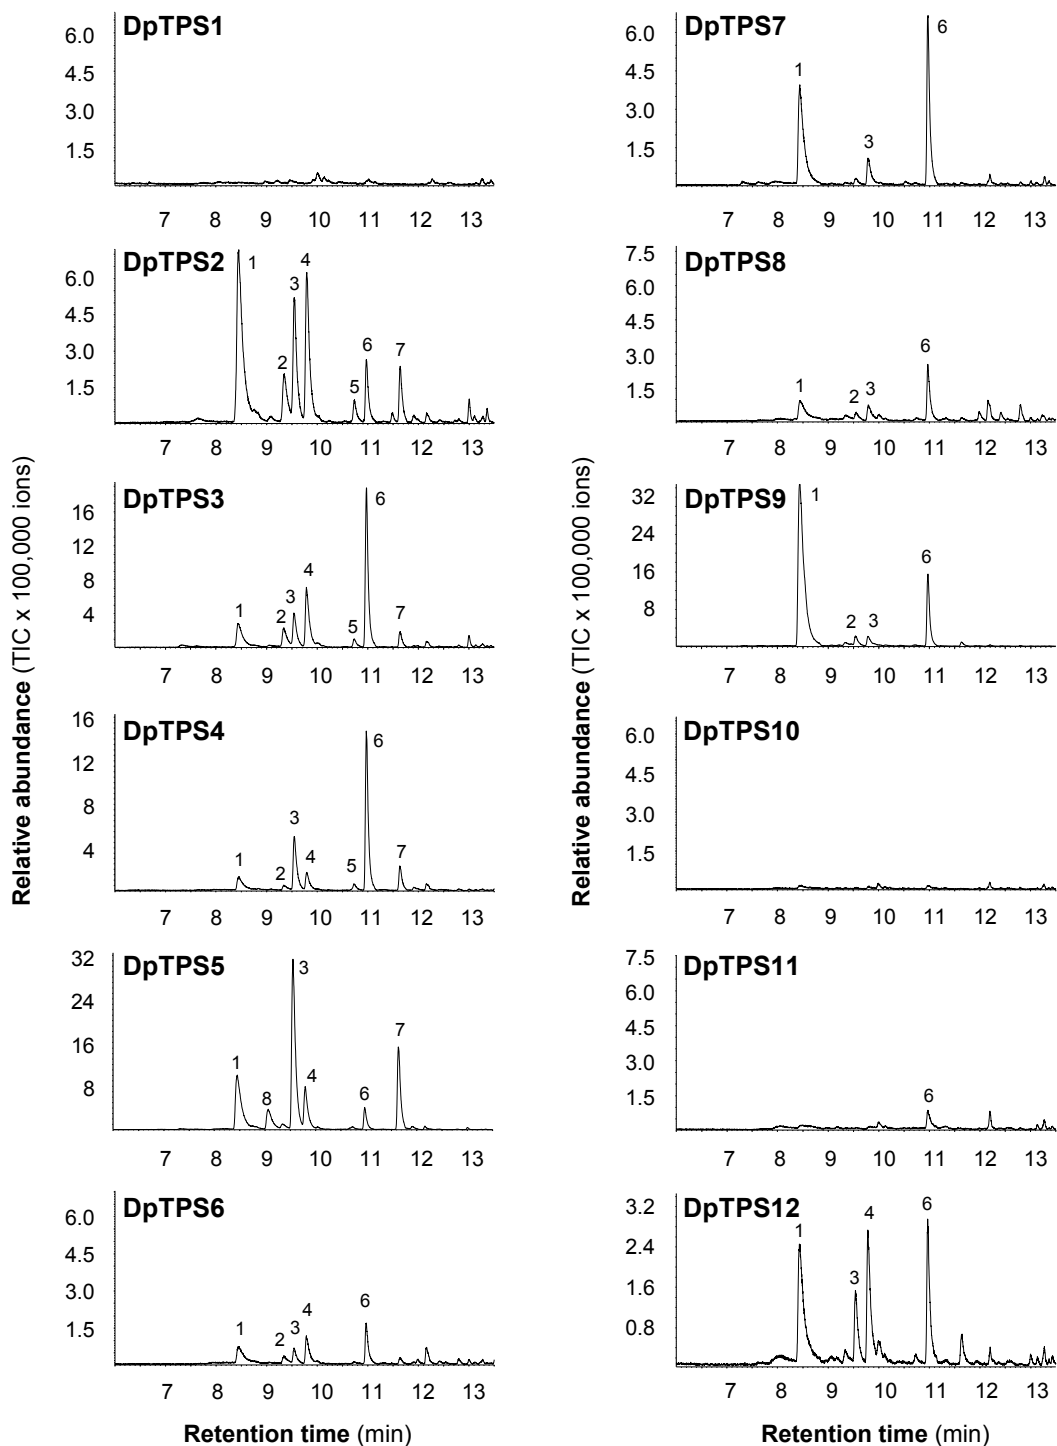 DpTPS1
6.0
4.5
3.0
1.5
7 8 9 10 11 12 13
DpTPS2
1 2 3 4 5 6 7
6.0
4.5
3.0
1.5
7 8 9 10 11 12 13
DpTPS3
1 2 3 4 5 6 7
16
12
8
4
7 8 9 10 11 12 13
DpTPS4
1 2 3 4 5 6 7
16
12
8
4
7 8 9 10 11 12 13
DpTPS5
1 8 3 4 6 7
32
24
16
8
7 8 9 10 11 12 13
DpTPS6
1 2 3 4 6
6.0
4.5
3.0
1.5
7 8 9 10 11 12 13
Relative abundance (TIC x 100,000 ions)
Retention time (min)
DpTPS7
1 3 6
6.0
4.5
3.0
1.5
7 8 9 10 11 12 13
DpTPS8
1 2 3 6
7.5
6.0
4.5
3.0
1.5
7 8 9 10 11 12 13
DpTPS9
1 2 3 6
32
24
16
8
7 8 9 10 11 12 13
DpTPS10
6.0
4.5
3.0
1.5
7 8 9 10 11 12 13
DpTPS11
6
7.5
6.0
4.5
3.0
1.5
7 8 9 10 11 12 13
DpTPS12
1 3 4 6
3.2
2.4
1.6
0.8
7 8 9 10 11 12 13
Relative abundance (TIC x 100,000 ions)
Retention time (min)